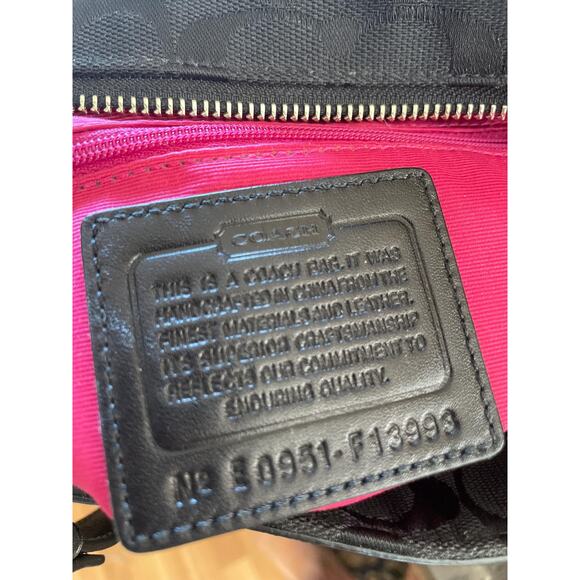 COACH
THIS IS A COACH BAG. IT WAS
HANDCRAFTED IN CHINA FROM THE
FINEST MATERIALS AND LEATHER.
ITS SUPERIOR CRAFTSMANSHIP
REFLECTS OUR COMMITMENT TO
ENDURING QUALITY.
Nº E0951-F13993